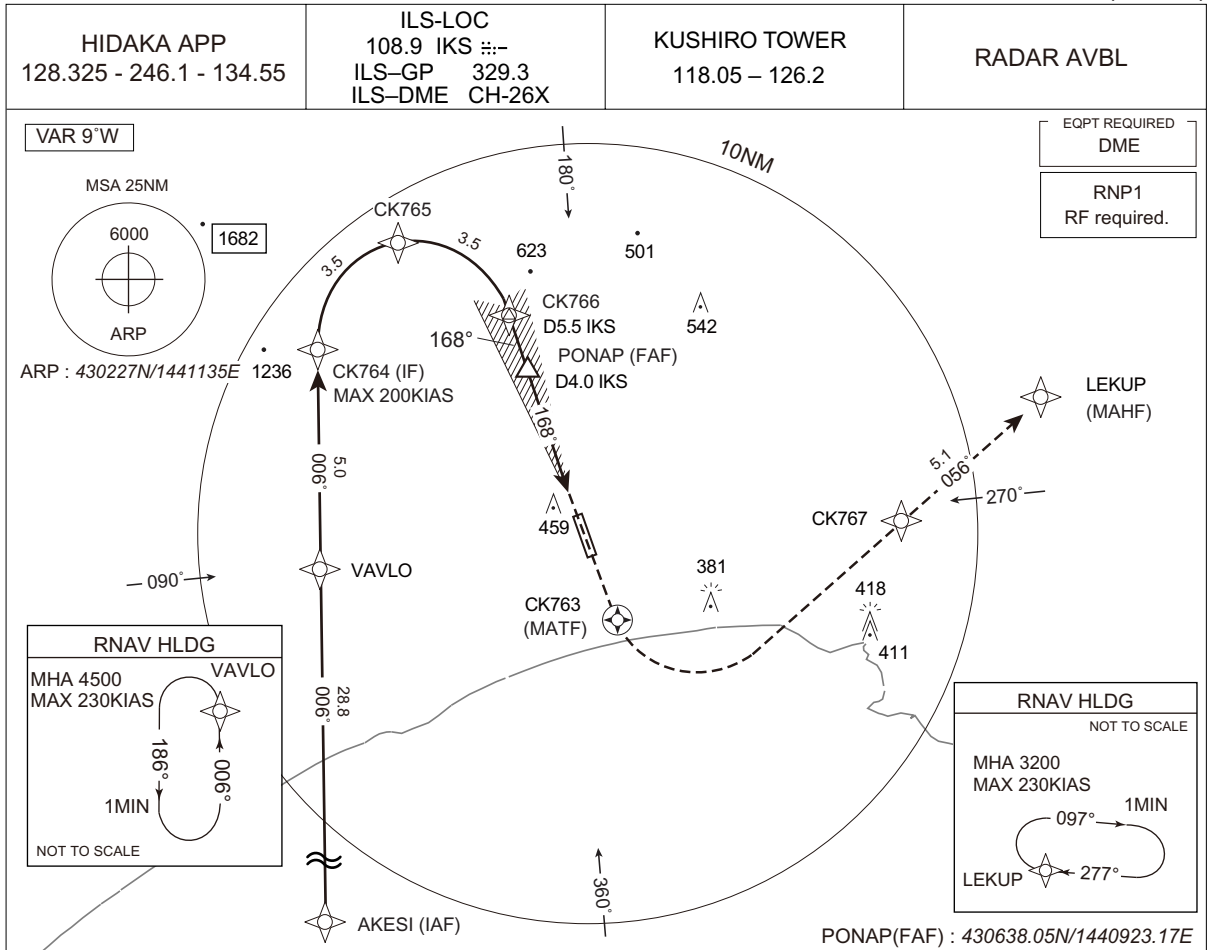 HIDAKA APP
128.325 - 246.1 - 134.55
ILS-LOC
108.9 IKS
ILS–GP 329.3
ILS–DME CH-26X
KUSHIRO TOWER
118.05 – 126.2
RADAR AVBL
VAR 9°W
EQPT REQUIRED
DME
RNP1
RF required.
MSA 25NM
6000
ARP
1682
ARP : 430227N/1441135E
1236
10NM
180°
CK765
3.5
3.5
623
501
CK766
D5.5 IKS
542
168°
PONAP (FAF)
D4.0 IKS
CK764 (IF)
MAX 200KIAS
LEKUP
(MAHF)
168°
5.0
006°
5.1
056°
270°
459
CK767
VAVLO
090°
381
418
411
CK763
(MATF)
28.8
006°
RNAV HLDG
MHA 4500
MAX 230KIAS
VAVLO
186°
006°
1MIN
NOT TO SCALE
RNAV HLDG
NOT TO SCALE
MHA 3200
MAX 230KIAS
1MIN
097°
277°
LEKUP
360°
AKESI (IAF)
PONAP(FAF) : 430638.05N/1440923.17E